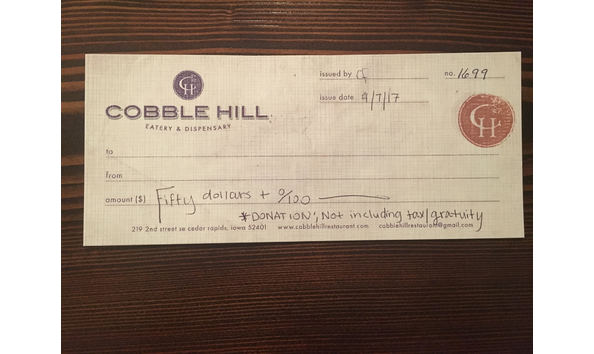 issued by CG
no. 1699
issue date 9/7/17
CH
COBBLE HILL
EATERY & DISPENSARY
CH
to
from
amount ($) Fifty dollars + 0/100
*DONATION*, Not including tax/gratuity
219 2nd street se cedar rapids, iowa 52401 www.cobblehillrestaurant.com cobblehillrestaurant@gmail.com